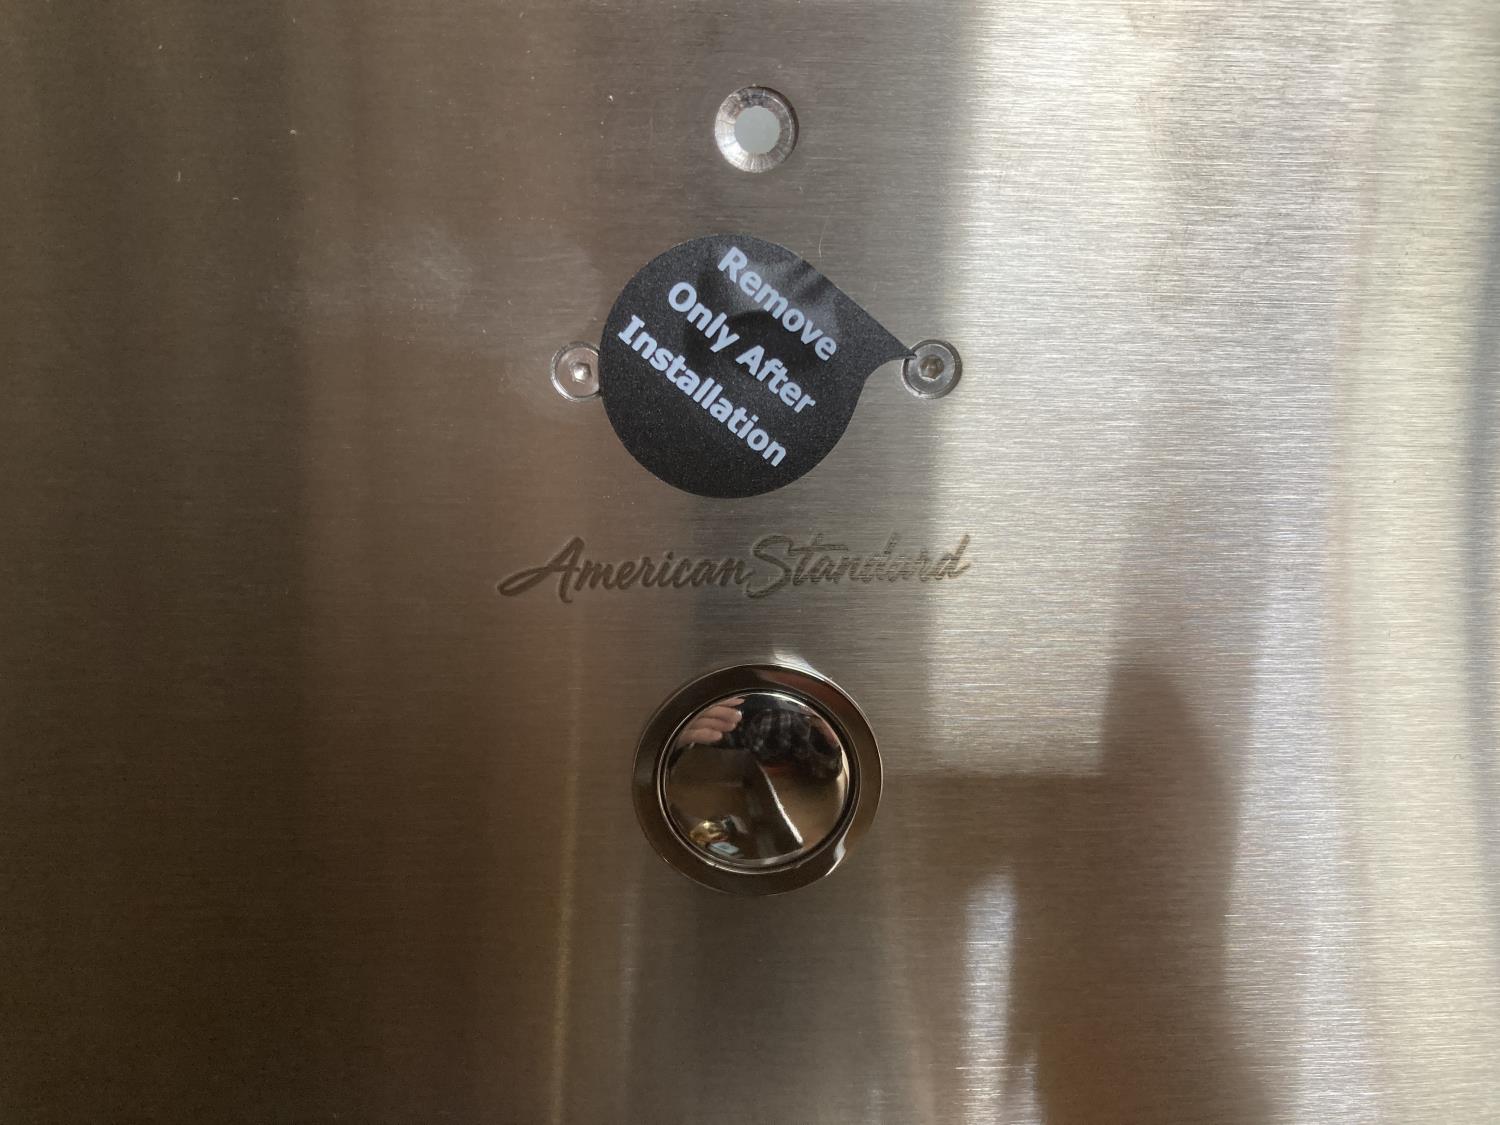 Remove
Only After
Installation
American Standard